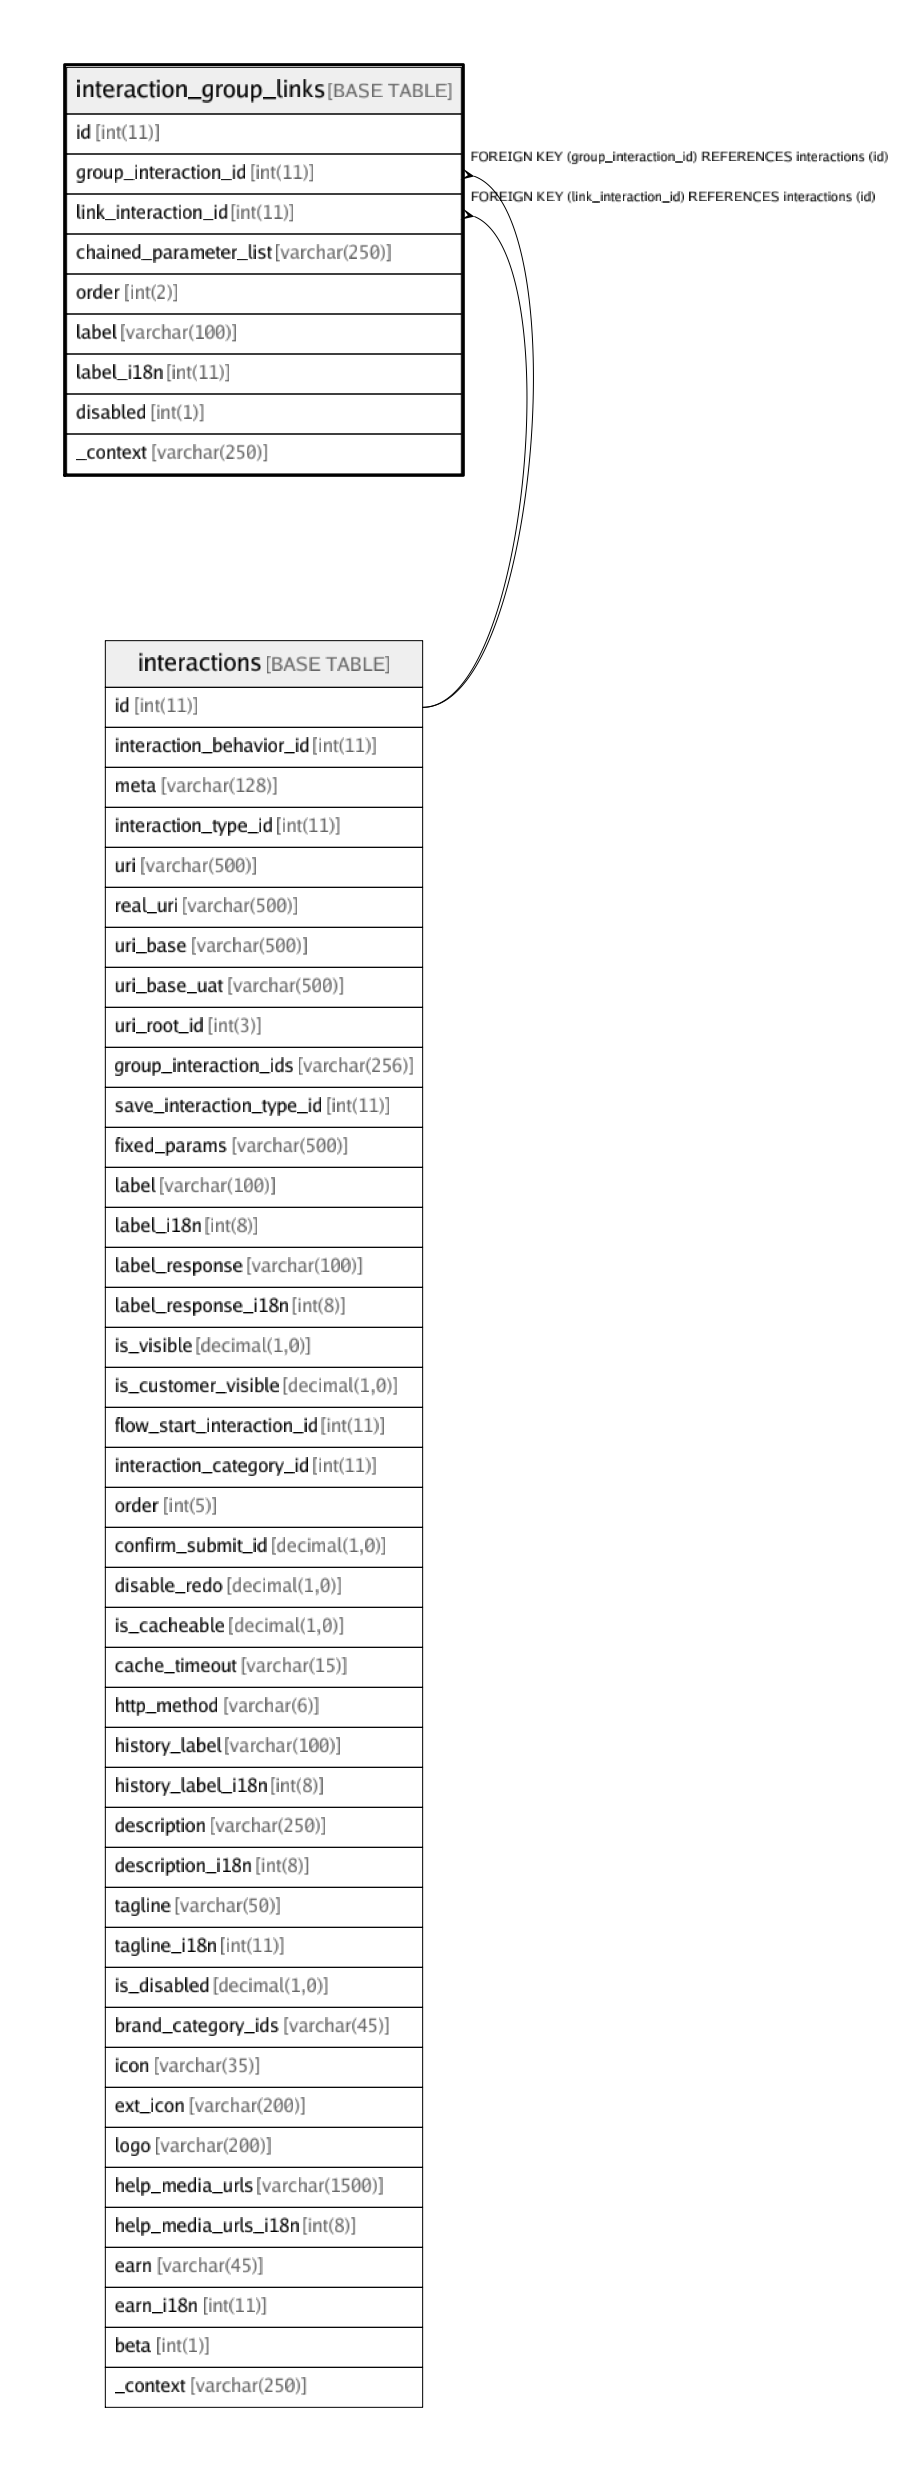 interaction_group_links [BASE TABLE]
id [int(11)]
group_interaction_id [int(11)]
FOREIGN KEY (group_interaction_id) REFERENCES interactions (id)
link_interaction_id [int(11)]
FOREIGN KEY (link_interaction_id) REFERENCES interactions (id)
chained_parameter_list [varchar(250)]
order [int(2)]
label [varchar(100)]
label_i18n [int(11)]
disabled [int(1)]
_context [varchar(250)]
interactions [BASE TABLE]
id [int(11)]
interaction_behavior_id [int(11)]
meta [varchar(128)]
interaction_type_id [int(11)]
uri [varchar(500)]
real_uri [varchar(500)]
uri_base [varchar(500)]
uri_base_uat [varchar(500)]
uri_root_id [int(3)]
group_interaction_ids [varchar(256)]
save_interaction_type_id [int(11)]
fixed_params [varchar(500)]
label [varchar(100)]
label_i18n [int(8)]
label_response [varchar(100)]
label_response_i18n [int(8)]
is_visible [decimal(1,0)]
is_customer_visible [decimal(1,0)]
flow_start_interaction_id [int(11)]
interaction_category_id [int(11)]
order [int(5)]
confirm_submit_id [decimal(1,0)]
disable_redo [decimal(1,0)]
is_cacheable [decimal(1,0)]
cache_timeout [varchar(15)]
http_method [varchar(6)]
history_label [varchar(100)]
history_label_i18n [int(8)]
description [varchar(250)]
description_i18n [int(8)]
tagline [varchar(50)]
tagline_i18n [int(11)]
is_disabled [decimal(1,0)]
brand_category_ids [varchar(45)]
icon [varchar(35)]
ext_icon [varchar(200)]
logo [varchar(200)]
help_media_urls [varchar(1500)]
help_media_urls_i18n [int(8)]
earn [varchar(45)]
earn_i18n [int(11)]
beta [int(1)]
_context [varchar(250)]